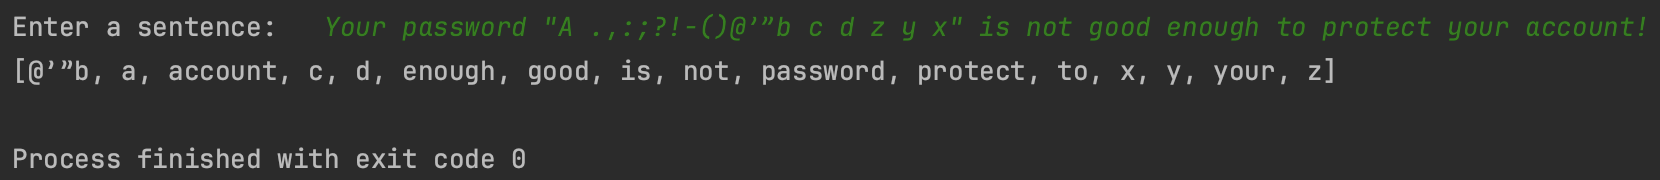 Enter a sentence:   Your password "A .,:;?!-()@’”b c d z y x" is not good enough to protect your account!
[@’”b, a, account, c, d, enough, good, is, not, password, protect, to, x, y, your, z]
Process finished with exit code 0